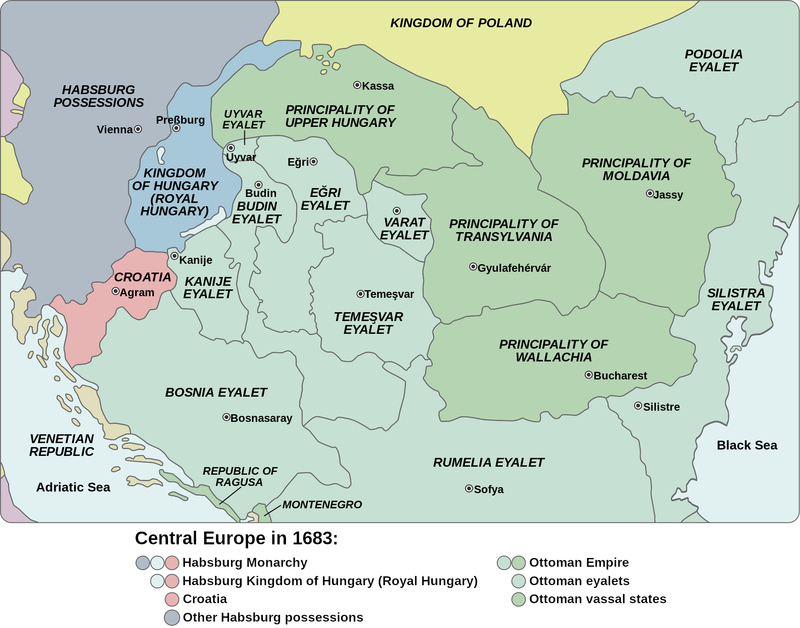 KINGDOM OF POLAND
PODOLIA
EYALET
HABSBURG
POSSESSIONS
Kassa
Vienna
Preßburg
UYVAR
EYALET
PRINCIPALITY OF
UPPER HUNGARY
Uyvar
Eğri
PRINCIPALITY OF
MOLDAVIA
Jassy
KINGDOM
OF HUNGARY
(ROYAL
HUNGARY)
Budin
BUDIN
EYALET
EĞRI
EYALET
VARAT
EYALET
PRINCIPALITY OF
TRANSYLVANIA
Gyulafehérvár
Kanije
KANIJE
EYALET
CROATIA
Agram
Temeşvar
TEMEŞVAR
EYALET
SILISTRA
EYALET
PRINCIPALITY OF
WALLACHIA
Bucharest
BOSNIA EYALET
Bosnasaray
Silistre
VENETIAN
REPUBLIC
Adriatic Sea
Black Sea
REPUBLIC OF
RAGUSA
MONTENEGRO
RUMELIA EYALET
Sofya
Central Europe in 1683:
Habsburg Monarchy
Habsburg Kingdom of Hungary (Royal Hungary)
Croatia
Other Habsburg possessions
Ottoman Empire
Ottoman eyalets
Ottoman vassal states